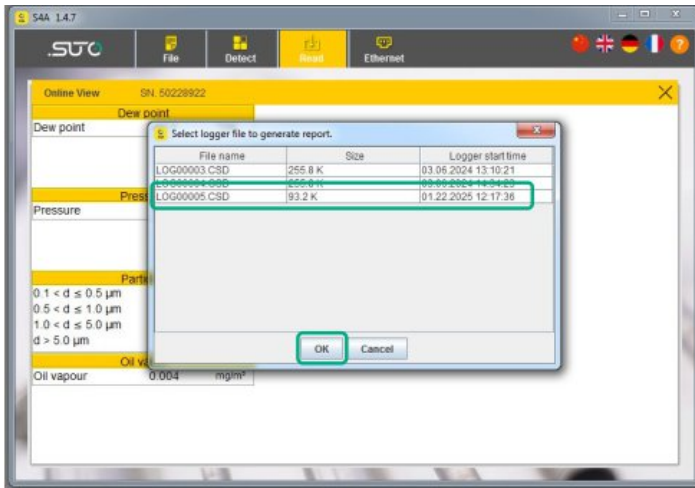 S4A 1.4.7
.SUTO
File
Detect
Read
Ethernet
Online View SN: 50228922
Dew point
Dew point
Select logger file to generate report.
File name Size Logger start time
LOG00003.CSD 255.8 K 03.06.2024 13:10:21
LOG00005.CSD 93.2 K 01.22.2025 12:17:36
Pressure
Parti
0.1 < d ≤ 0.5 µm
0.5 < d ≤ 1.0 µm
1.0 < d ≤ 5.0 µm
d > 5.0 µm
OK Cancel
Oil va
Oil vapour 0.004 mg/m³